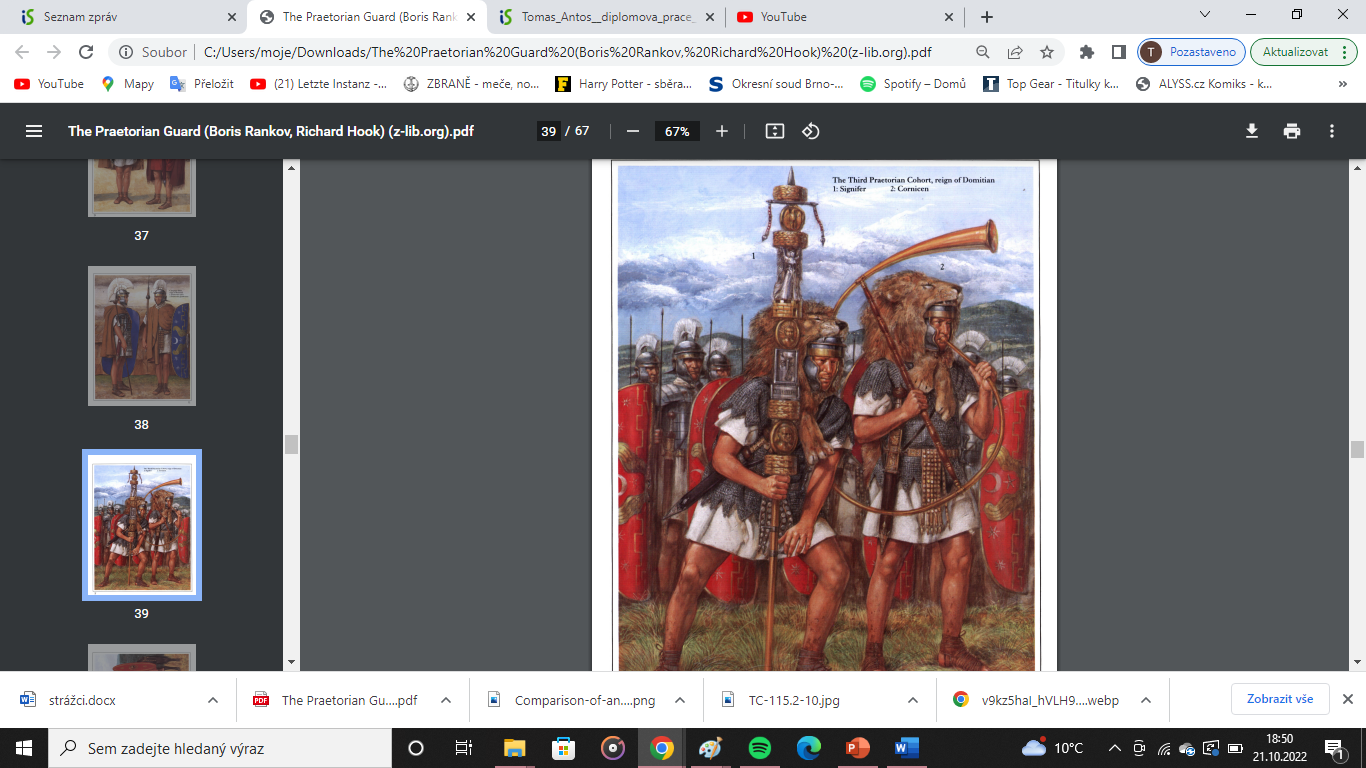 Seznam zpráv
The Praetorian Guard (Boris Rank
Tomas_Antos__diplomova_prace_
YouTube
Soubor
C:/Users/moje/Downloads/The%20Praetorian%20Guard%20(Boris%20Rankov,%20Richard%20Hook)%20(z-lib.org).pdf
T
Pozastaveno
Aktualizovat
YouTube
Mapy
Přeložit
(21) Letzte Instanz -...
ZBRANĚ - meče, no...
Harry Potter - sběra...
Okresní soud Brno-...
Spotify – Domů
Top Gear - Titulky k...
ALYSS.cz Komiks - k...
»
The Praetorian Guard (Boris Rankov, Richard Hook) (z-lib.org).pdf
39 / 67
67%
37
38
39
The Third Praetorian Cohort, reign of Domitian
1: Signifer 2: Cornicen
1
2
strážci.docx
The Praetorian Gu....pdf
Comparison-of-an....png
TC-115.2-10.jpg
v9kz5haI_hVLH9....webp
Zobrazit vše
Sem zadejte hledaný výraz
10°C
18:50
21.10.2022
1